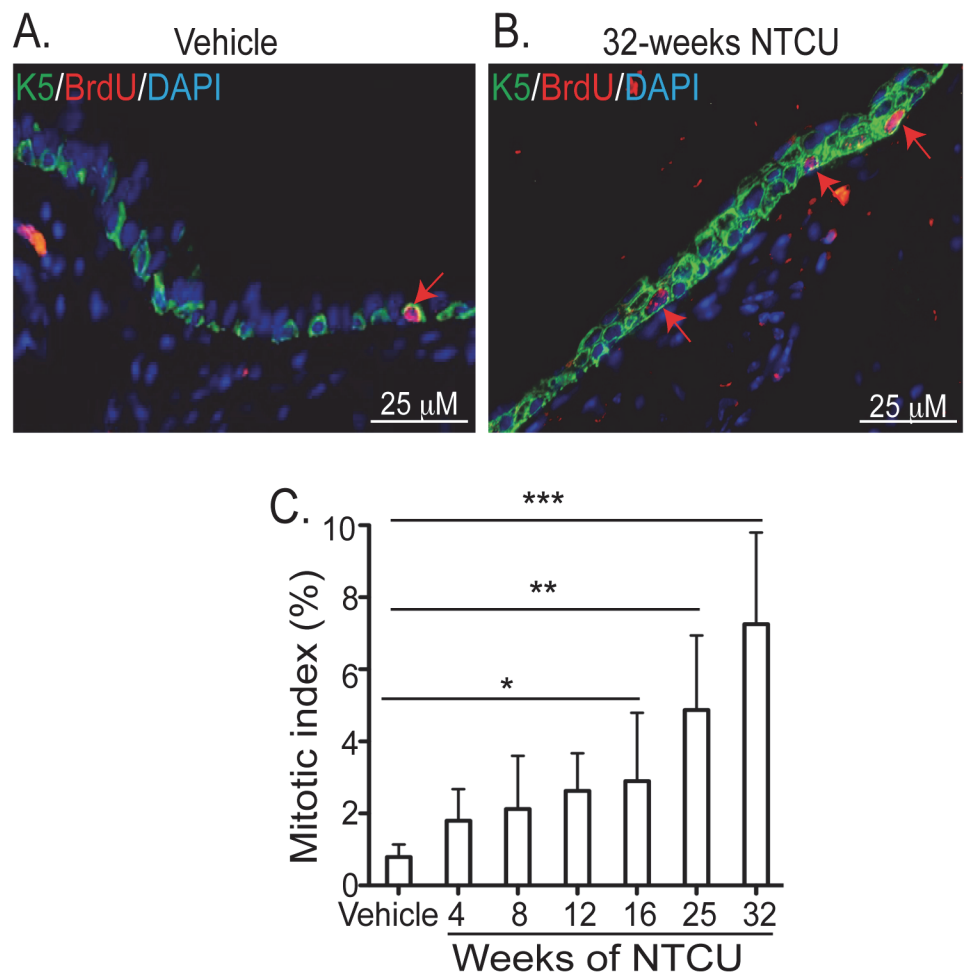 A.
Vehicle
K5/BrdU/DAPI
25 μM
B.
32-weeks NTCU
K5/BrdU/DAPI
25 μM
C.
***
**
*
Mitotic index (%)
10
8
6
4
2
0
Vehicle 4 8 12 16 25 32
Weeks of NTCU